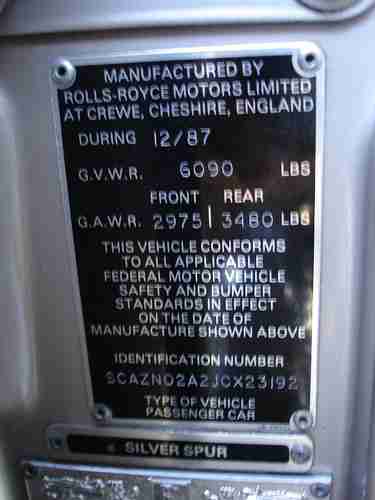 MANUFACTURED BY
ROLLS-ROYCE MOTORS LIMITED
AT CREWE, CHESHIRE, ENGLAND
DURING 12/87
G.V.W.R. 6090 LBS
FRONT REAR
G.A.W.R. 2975 3480 LBS
THIS VEHICLE CONFORMS
TO ALL APPLICABLE
FEDERAL MOTOR VEHICLE
SAFETY AND BUMPER
STANDARDS IN EFFECT
ON THE DATE OF
MANUFACTURE SHOWN ABOVE
IDENTIFICATION NUMBER
SCAZN02A2JCX23192
TYPE OF VEHICLE
PASSENGER CAR
SILVER SPUR